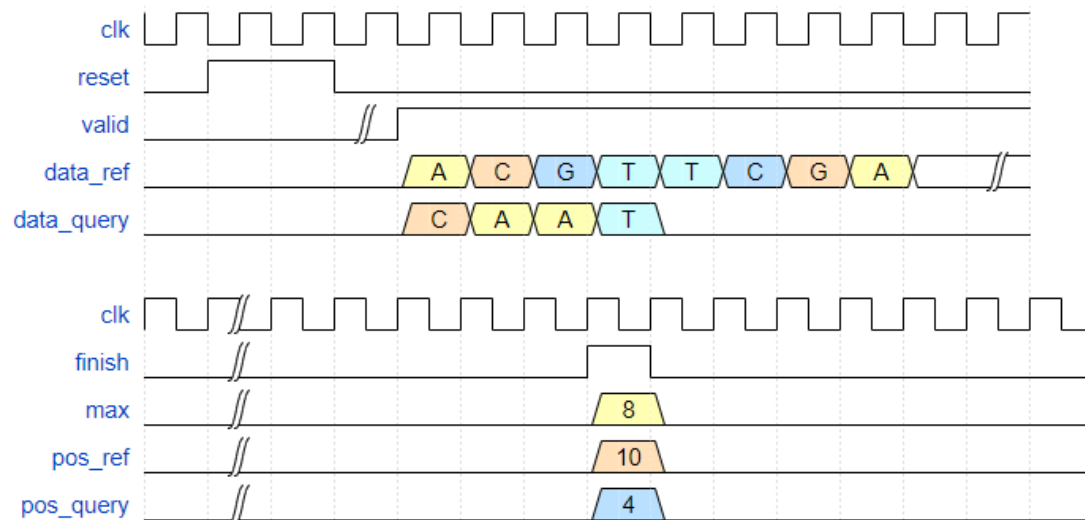 clk
reset
valid
data_ref A C G T T C G A
data_query C A A T
clk
finish
max 8
pos_ref 10
pos_query 4